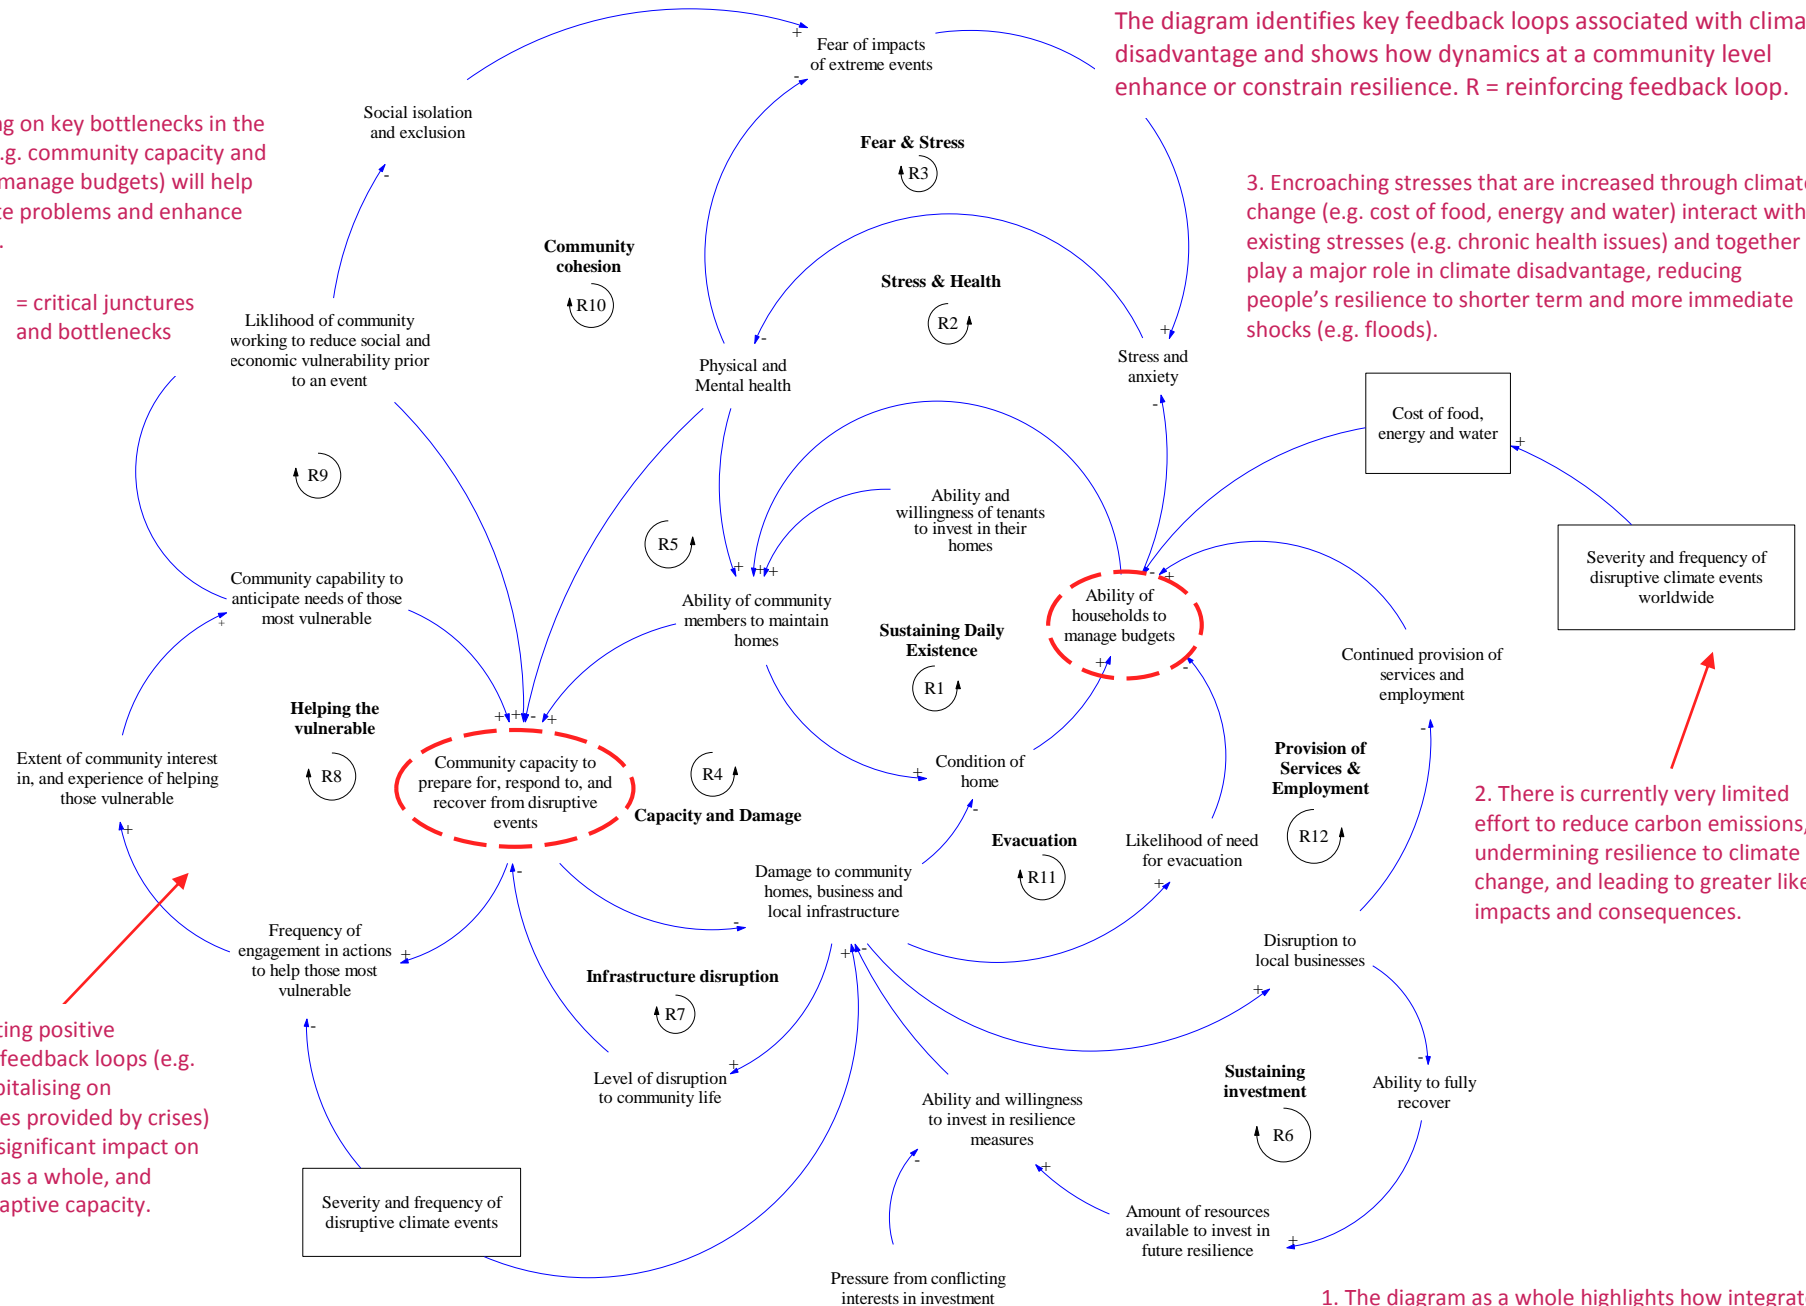 The diagram identifies key feedback loops associated with clima
disadvantage and shows how dynamics at a community level
enhance or constrain resilience. R = reinforcing feedback loop.
+
Fear of impacts
of extreme events
-
Social isolation
and exclusion
-
ng on key bottlenecks in the
.g. community capacity and
manage budgets) will help
te problems and enhance
.
= critical junctures
and bottlenecks
Fear & Stress
R3
3. Encroaching stresses that are increased through climate
change (e.g. cost of food, energy and water) interact with
existing stresses (e.g. chronic health issues) and together
play a major role in climate disadvantage, reducing
people's resilience to shorter term and more immediate
shocks (e.g. floods).
Community
cohesion
R10
Stress & Health
R2
Liklihood of community
working to reduce social and
economic vulnerability prior
to an event
-
Physical and
Mental health
+
Stress and
anxiety
-
Cost of food,
energy and water
+
R9
Ability and
willingness of tenants
to invest in their
homes
R5
Severity and frequency of
disruptive climate events
worldwide
Community capability to
anticipate needs of those
most vulnerable
+
+ ++
Ability of community
members to maintain
homes
- +
Ability of
households to
manage budgets
+ -
Sustaining Daily
Existence
R1
Continued provision of
services and
employment
-
Helping the
vulnerable
R8
+ + - +
Community capacity to
prepare for, respond to, and
recover from disruptive
events
-
R4
Capacity and Damage
+
Condition of
home
-
Extent of community interest
in, and experience of helping
those vulnerable
+
Provision of
Services &
Employment
R12
2. There is currently very limited
effort to reduce carbon emissions,
undermining resilience to climate
change, and leading to greater like
impacts and consequences.
Evacuation
R11
Likelihood of need
for evacuation
+
Damage to community
homes, business and
local infrastructure
-
+ -
Frequency of
engagement in actions
to help those most
vulnerable
+
-
Disruption to
local businesses
+
Infrastructure disruption
R7
ting positive
feedback loops (e.g.
pitalising on
es provided by crises)
significant impact on
as a whole, and
aptive capacity.
+
Level of disruption
to community life
Ability and willingness
to invest in resilience
measures
- +
Sustaining
investment
R6
-
Ability to fully
recover
Severity and frequency of
disruptive climate events
Amount of resources
available to invest in
future resilience
+
Pressure from conflicting
interests in investment
1. The diagram as a whole highlights how integrate